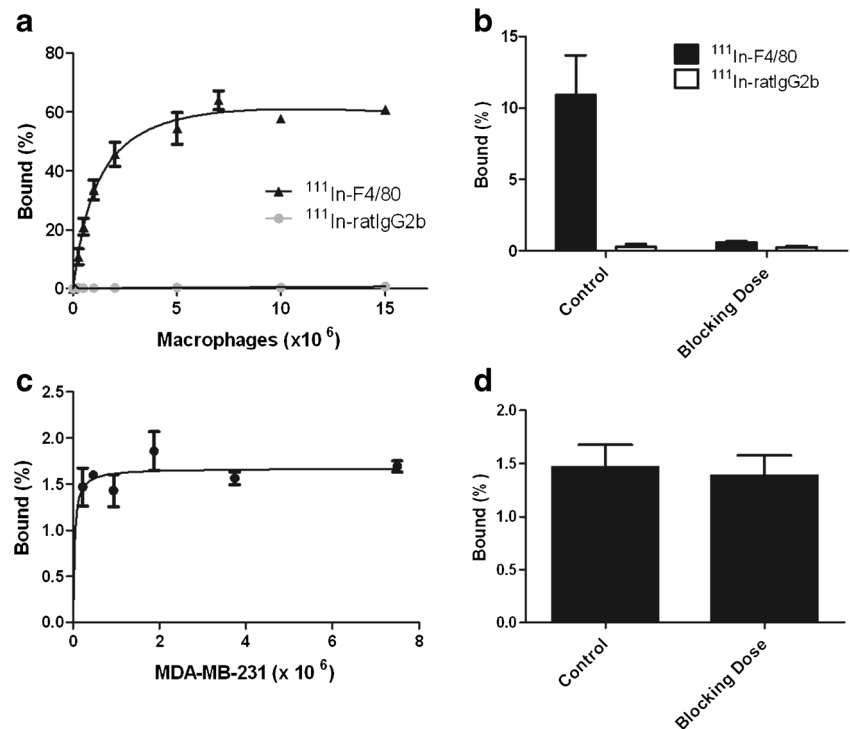 a
80
60
40
20
0
Bound (%)
111In-F4/80
111In-ratIgG2b
0 5 10 15
Macrophages (x10 6)
b
15
10
5
0
Bound (%)
111In-F4/80
111In-ratIgG2b
Control
Blocking Dose
c
2.5
2.0
1.5
1.0
0.5
0.0
Bound (%)
0 2 4 6 8
MDA-MB-231 (x 10 6)
d
2.0
1.5
1.0
0.5
0.0
Bound (%)
Control
Blocking Dose